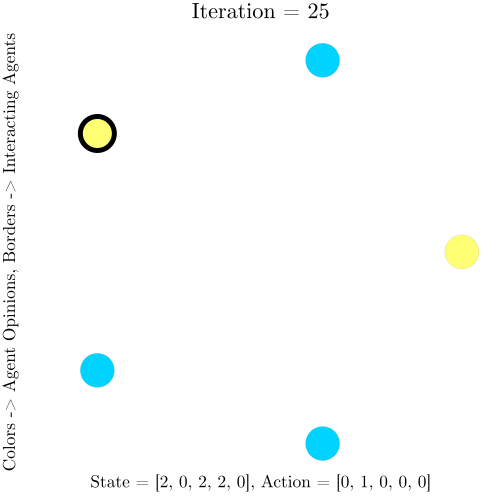 Iteration = 25
Colors -> Agent Opinions, Borders -> Interacting Agents
State = [2, 0, 2, 2, 0], Action = [0, 1, 0, 0, 0]